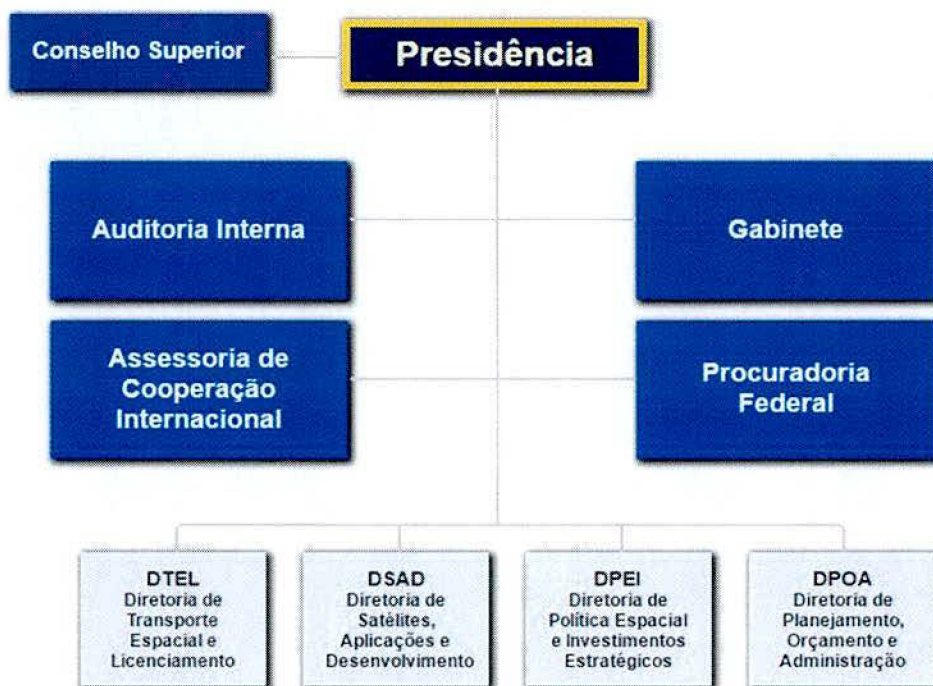 Conselho Superior
Presidência
Auditoria Interna
Gabinete
Assessoria de
Cooperação
Internacional
Procuradoria
Federal
DTEL
Diretoria de
Transporte
Espacial e
Licenciamento
DSAD
Diretoria de
Satélites,
Aplicações e
Desenvolvimento
DPEI
Diretoria de
Política Espacial
e Investimentos
Estratégicos
DPOA
Diretoria de
Planejamento,
Orçamento e
Administração